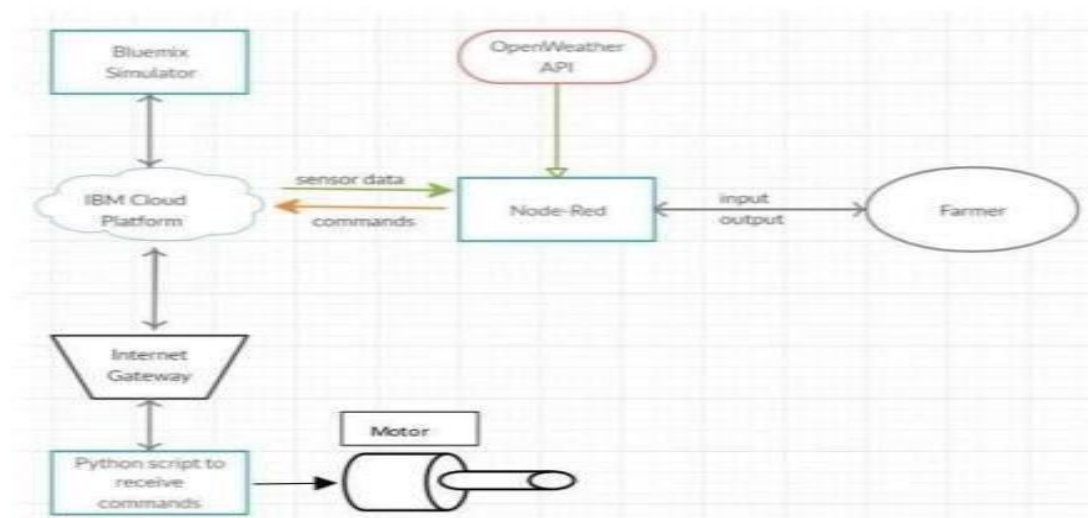 Bluemix
Simulator
OpenWeather
API
IBM Cloud
Platform
sensor data
commands
Node-Red
input
output
Farmer
Internet
Gateway
Motor
Python script to
receive
commands